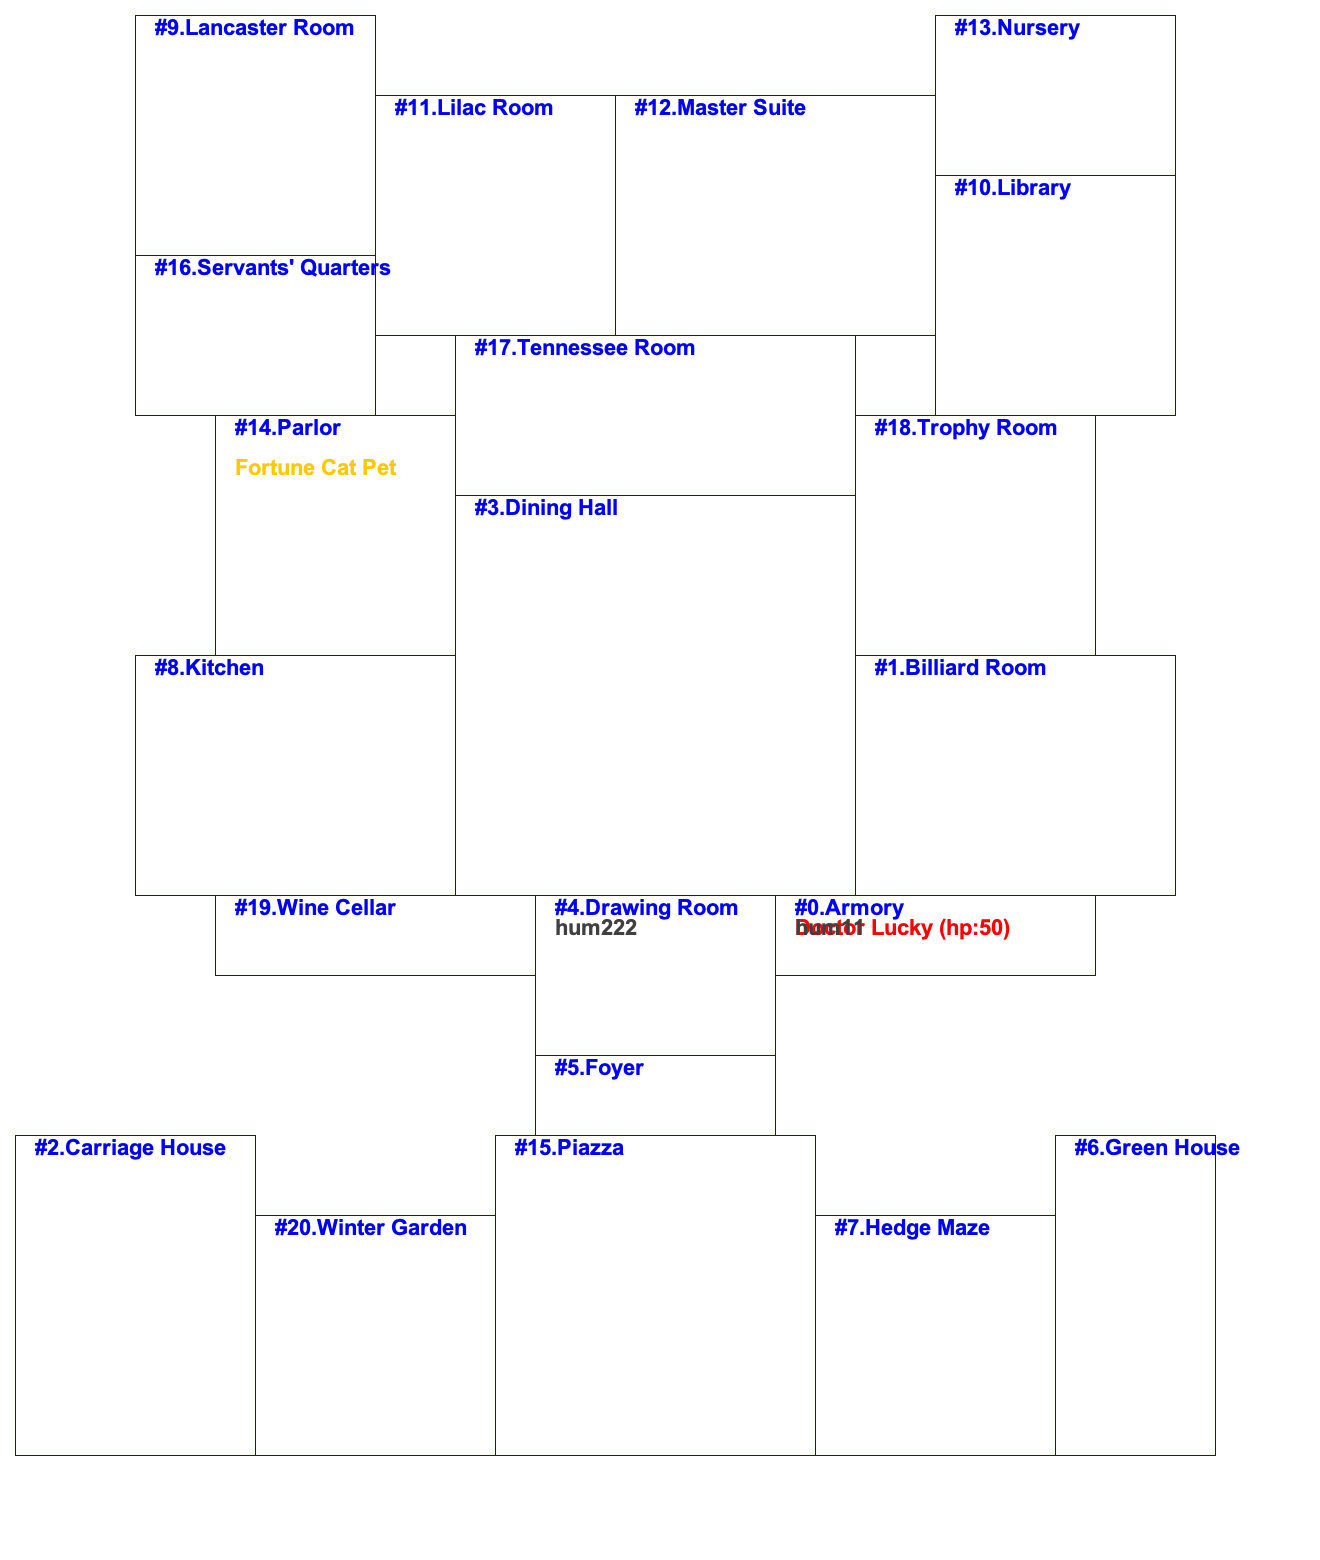 #9.Lancaster Room
#13.Nursery
#11.Lilac Room
#12.Master Suite
#10.Library
#16.Servants' Quarters
#17.Tennessee Room
#14.Parlor
#18.Trophy Room
Fortune Cat Pet
#3.Dining Hall
#8.Kitchen
#1.Billiard Room
#19.Wine Cellar
#4.Drawing Room
#0.Armory
hum222
hum11
Doctor Lucky (hp:50)
#5.Foyer
#2.Carriage House
#15.Piazza
#6.Green House
#20.Winter Garden
#7.Hedge Maze